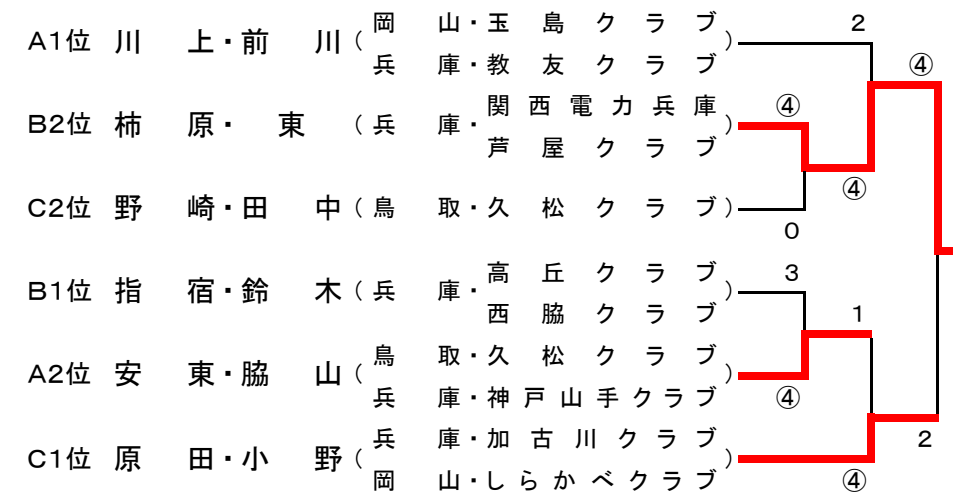 A1位 川 上・前 川 ( 岡 山・玉 島 ク ラ ブ
兵 庫・教 友 ク ラ ブ ) 2
④
B2位 柿 原・ 東 ( 兵 庫・ 関 西 電 力 兵 庫
芦 屋 ク ラ ブ ) ④
④
C2位 野 崎・田 中 ( 鳥 取・久 松 ク ラ ブ ) 0
B1位 指 宿・鈴 木 ( 兵 庫・ 高 丘 ク ラ ブ
西 脇 ク ラ ブ ) 3
1
A2位 安 東・脇 山 ( 鳥 取・久 松 ク ラ ブ
兵 庫・神 戸 山 手 ク ラ ブ ) ④
2
C1位 原 田・小 野 ( 兵 庫・加 古 川 ク ラ ブ
岡 山・し ら か べ ク ラ ブ ) ④